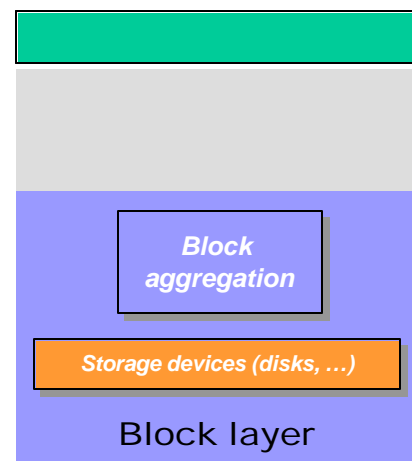 Block
aggregation
Storage devices (disks, …)
Block layer